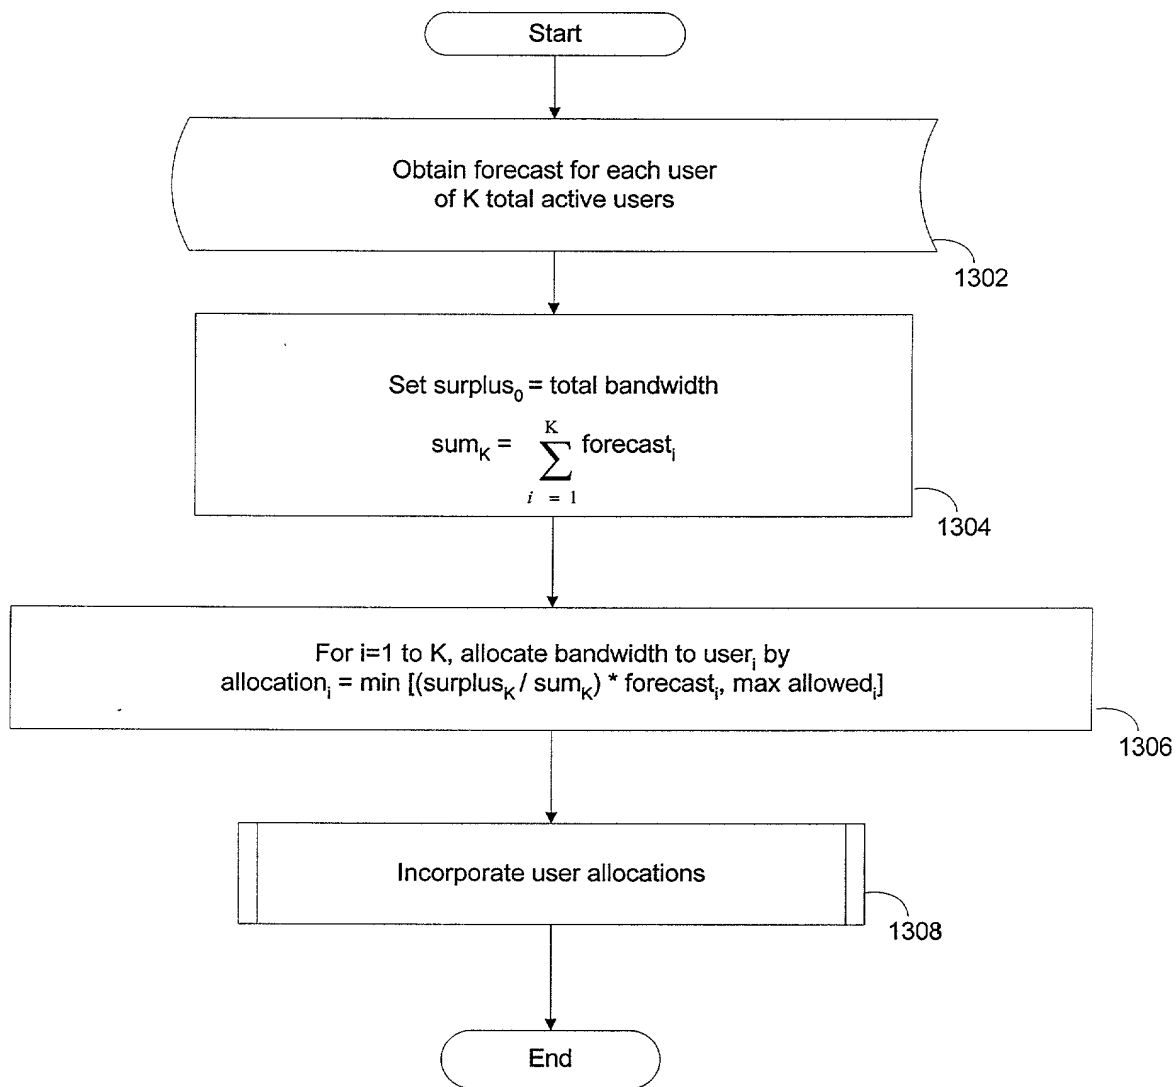 Start
Obtain forecast for each user
of K total active users
1302
Set surplus₀ = total bandwidth
K
sumₖ = ∑ forecastᵢ
i = 1
1304
For i=1 to K, allocate bandwidth to userᵢ by
allocationᵢ = min [(surplusₖ / sumₖ) * forecastᵢ, max allowedᵢ]
1306
Incorporate user allocations
1308
End